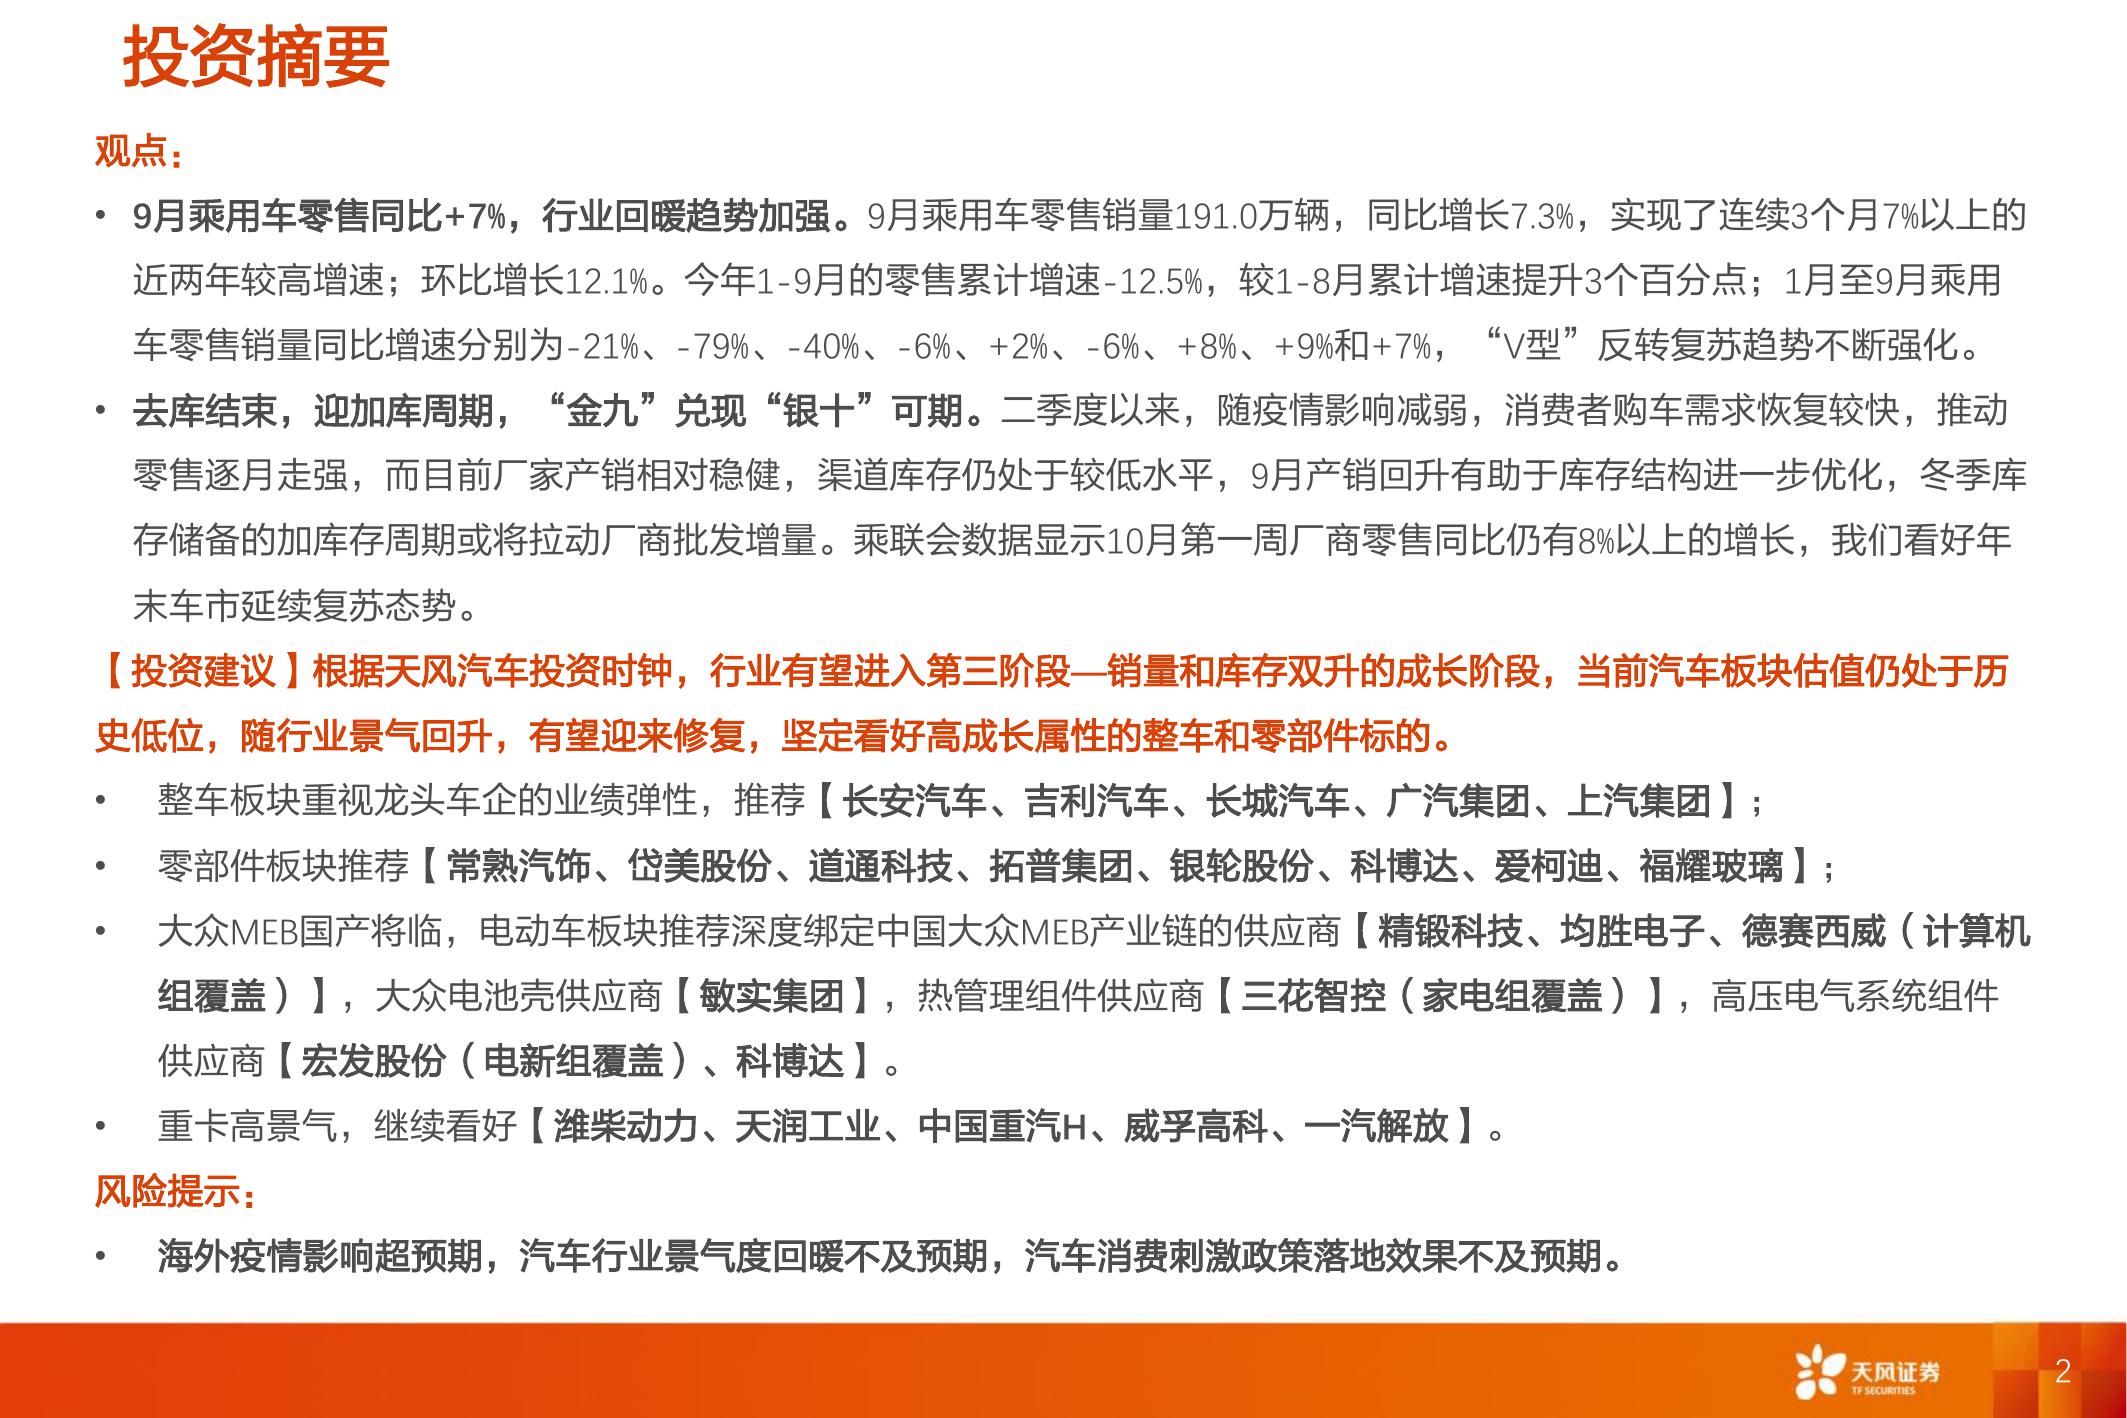 投资摘要
观点：
• 9月乘用车零售同比+7%，行业回暖趋势加强。9月乘用车零售销量191.0万辆，同比增长7.3%，实现了连续3个月7%以上的
近两年较高增速；环比增长12.1%。今年1-9月的零售累计增速-12.5%，较1-8月累计增速提升3个百分点；1月至9月乘用
车零售销量同比增速分别为-21%、-79%、-40%、-6%、+2%、-6%、+8%、+9%和+7%，“V型”反转复苏趋势不断强化。
• 去库结束，迎加库周期，“金九”兑现“银十”可期。二季度以来，随疫情影响减弱，消费者购车需求恢复较快，推动
零售逐月走强，而目前厂家产销相对稳健，渠道库存仍处于较低水平，9月产销回升有助于库存结构进一步优化，冬季库
存储备的加库存周期或将拉动厂商批发增量。乘联会数据显示10月第一周厂商零售同比仍有8%以上的增长，我们看好年
末车市延续复苏态势。
【投资建议】根据天风汽车投资时钟，行业有望进入第三阶段—销量和库存双升的成长阶段，当前汽车板块估值仍处于历
史低位，随行业景气回升，有望迎来修复，坚定看好高成长属性的整车和零部件标的。
• 整车板块重视龙头车企的业绩弹性，推荐【长安汽车、吉利汽车、长城汽车、广汽集团、上汽集团】；
• 零部件板块推荐【常熟汽饰、岱美股份、道通科技、拓普集团、银轮股份、科博达、爱柯迪、福耀玻璃】；
• 大众MEB国产将临，电动车板块推荐深度绑定中国大众MEB产业链的供应商【精锻科技、均胜电子、德赛西威（计算机
组覆盖）】，大众电池壳供应商【敏实集团】，热管理组件供应商【三花智控（家电组覆盖）】，高压电气系统组件
供应商【宏发股份（电新组覆盖）、科博达】。
• 重卡高景气，继续看好【潍柴动力、天润工业、中国重汽H、威孚高科、一汽解放】。
风险提示：
• 海外疫情影响超预期，汽车行业景气度回暖不及预期，汽车消费刺激政策落地效果不及预期。
天风证券
TF SECURITIES
2